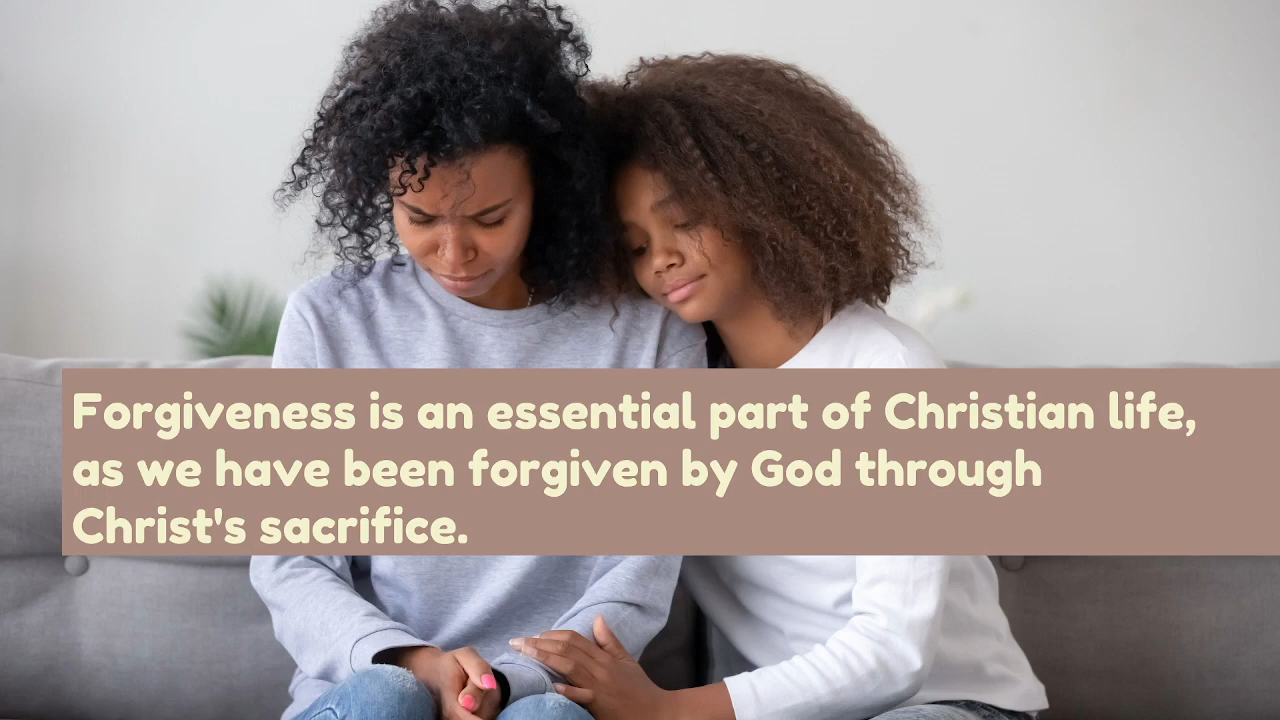 Forgiveness is an essential part of Christian life,
as we have been forgiven by God through
Christ's sacrifice.